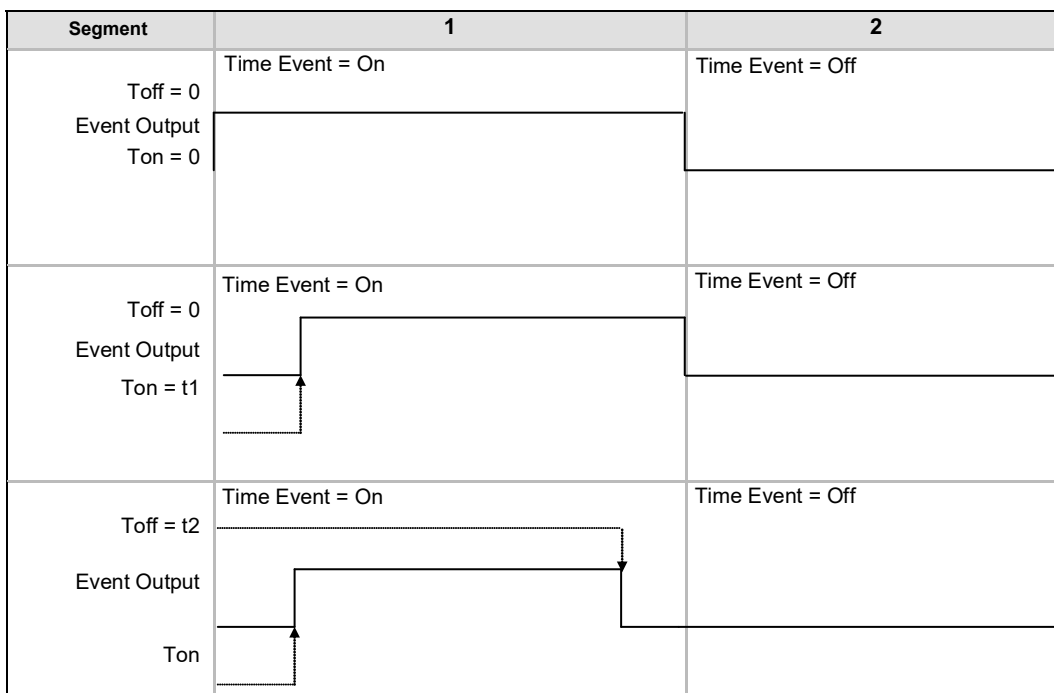 Segment 1 2
Time Event = On Time Event = Off
Toff = 0
Event Output
Ton = 0
Time Event = On Time Event = Off
Toff = 0
Event Output
Ton = t1
Time Event = On Time Event = Off
Toff = t2
Event Output
Ton